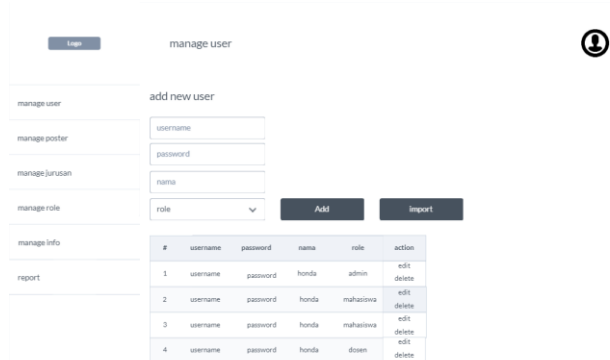 Logo
manage user
manage user
manage poster
manage jurusan
manage role
manage info
report
add new user
username
password
nama
role
Add
import
# username password nama role action
1 username password honda admin edit delete
2 username password honda mahasiswa edit delete
3 username password honda mahasiswa edit delete
4 username password honda dosen edit delete